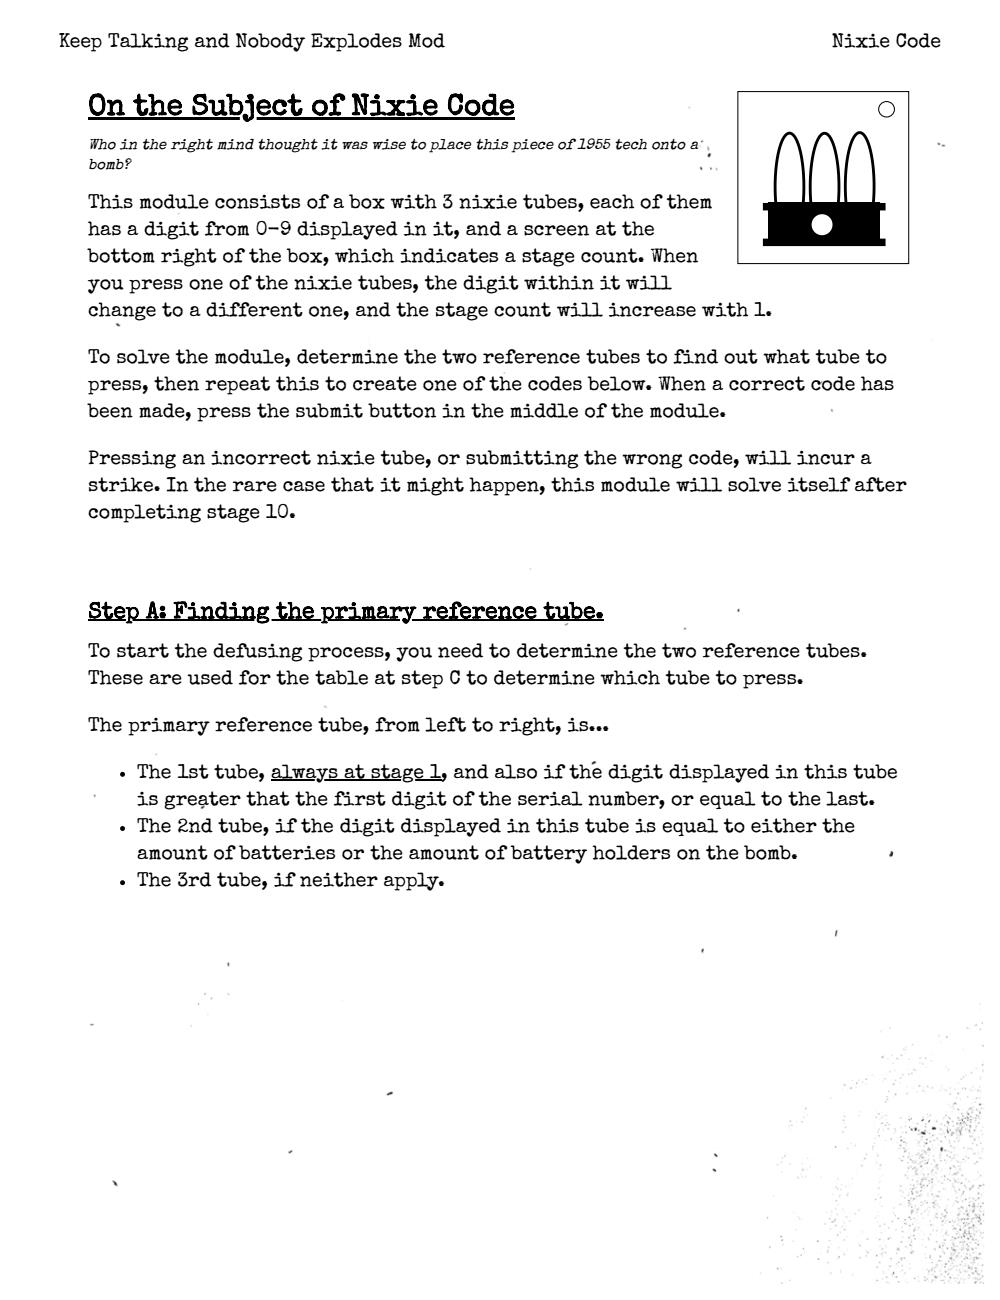 Keep Talking and Nobody Explodes Mod
Nixie Code
On the Subject of Nixie Code
Who in the right mind thought it was wise to place this piece of 1955 tech onto a
bomb?
This module consists of a box with 3 nixie tubes, each of them
has a digit from 0-9 displayed in it, and a screen at the
bottom right of the box, which indicates a stage count. When
you press one of the nixie tubes, the digit within it will
change to a different one, and the stage count will increase with 1.
To solve the module, determine the two reference tubes to find out what tube to
press, then repeat this to create one of the codes below. When a correct code has
been made, press the submit button in the middle of the module.
Pressing an incorrect nixie tube, or submitting the wrong code, will incur a
strike. In the rare case that it might happen, this module will solve itself after
completing stage 10.
Step A: Finding the primary reference tube.
To start the defusing process, you need to determine the two reference tubes.
These are used for the table at step C to determine which tube to press.
The primary reference tube, from left to right, is...
• The 1st tube, always at stage 1, and also if the digit displayed in this tube
is greater that the first digit of the serial number, or equal to the last.
• The 2nd tube, if the digit displayed in this tube is equal to either the
amount of batteries or the amount of battery holders on the bomb.
• The 3rd tube, if neither apply.